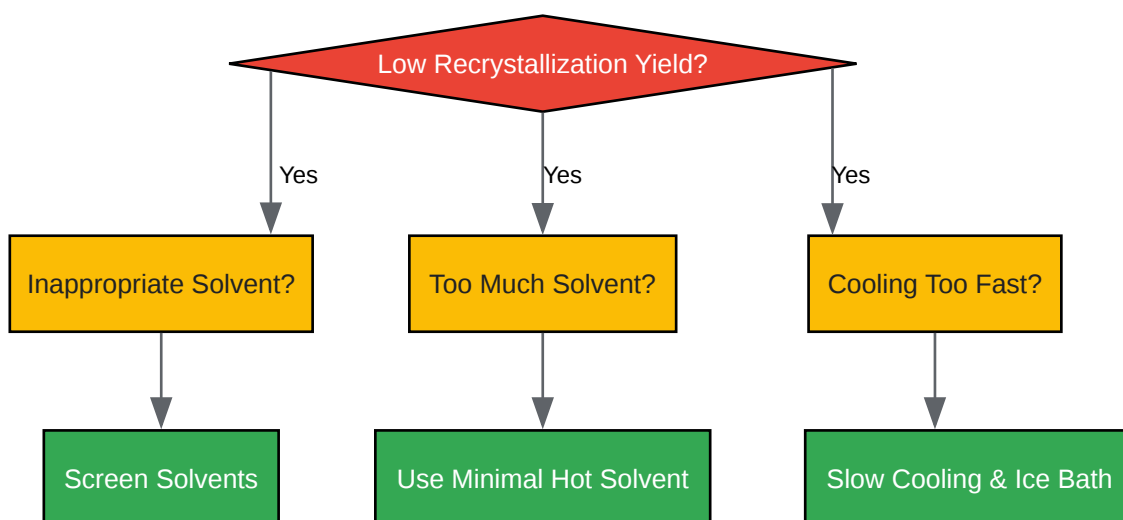 Low Recrystallization Yield?
Yes
Yes
Yes
Inappropriate Solvent?
Too Much Solvent?
Cooling Too Fast?
Screen Solvents
Use Minimal Hot Solvent
Slow Cooling & Ice Bath